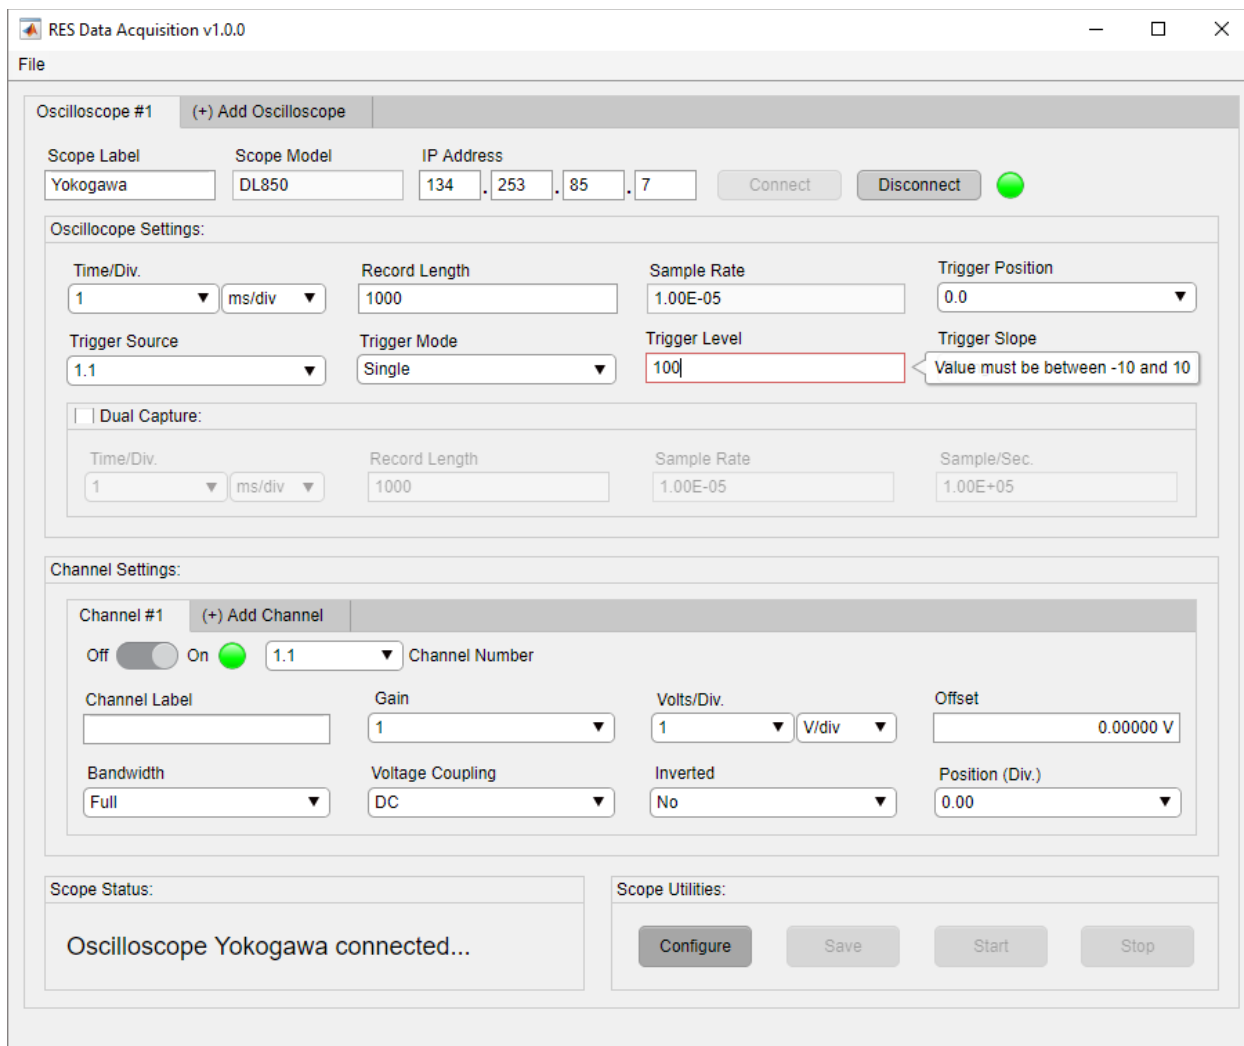 RES Data Acquisition v1.0.0
File
Oscilloscope #1 (+) Add Oscilloscope
Scope Label Scope Model IP Address
Yokogawa DL850 134 . 253 . 85 . 7 Connect Disconnect
Oscillocope Settings:
Time/Div. Record Length Sample Rate Trigger Position
1 ms/div 1000 1.00E-05 0.0
Trigger Source Trigger Mode Trigger Level Trigger Slope
1.1 Single 100 Value must be between -10 and 10
Dual Capture:
Time/Div. Record Length Sample Rate Sample/Sec.
1 ms/div 1000 1.00E-05 1.00E+05
Channel Settings:
Channel #1 (+) Add Channel
Off On 1.1 Channel Number
Channel Label Gain Volts/Div. Offset
1 1 V/div 0.00000 V
Bandwidth Voltage Coupling Inverted Position (Div.)
Full DC No 0.00
Scope Status: Scope Utilities:
Oscilloscope Yokogawa connected... Configure Save Start Stop